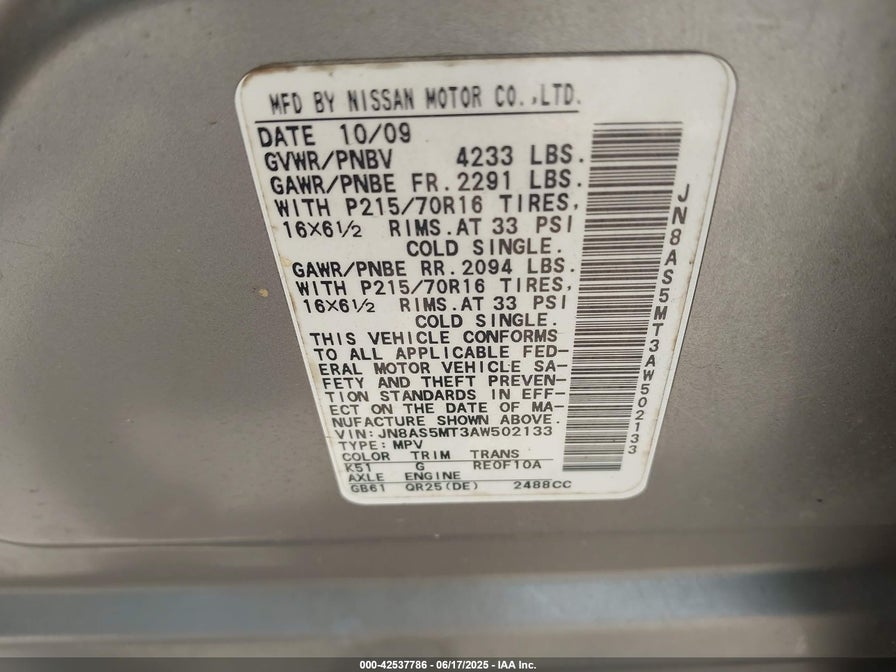 MFD BY NISSAN MOTOR CO.,LTD.
DATE 10/09
GVWR/PNBV 4233 LBS.
GAWR/PNBE FR.2291 LBS.
WITH P215/70R16 TIRES,
16×6½ RIMS.AT 33 PSI
COLD SINGLE.
GAWR/PNBE RR.2094 LBS.
WITH P215/70R16 TIRES,
16×6½ RIMS.AT 33 PSI
COLD SINGLE.
THIS VEHICLE CONFORMS
TO ALL APPLICABLE FED-
ERAL MOTOR VEHICLE SA-
FETY AND THEFT PREVEN-
TION STANDARDS IN EFF-
ECT ON THE DATE OF MA-
NUFACTURE SHOWN ABOVE.
VIN:JN8AS5MT3AW502133
TYPE:MPV
COLOR TRIM TRANS
K51 G RE0F10A
AXLE ENGINE
GB61 QR25(DE) 2488CC
JN8AS5MT3AW502133
000-42537786 - 06/17/2025 - IAA Inc.